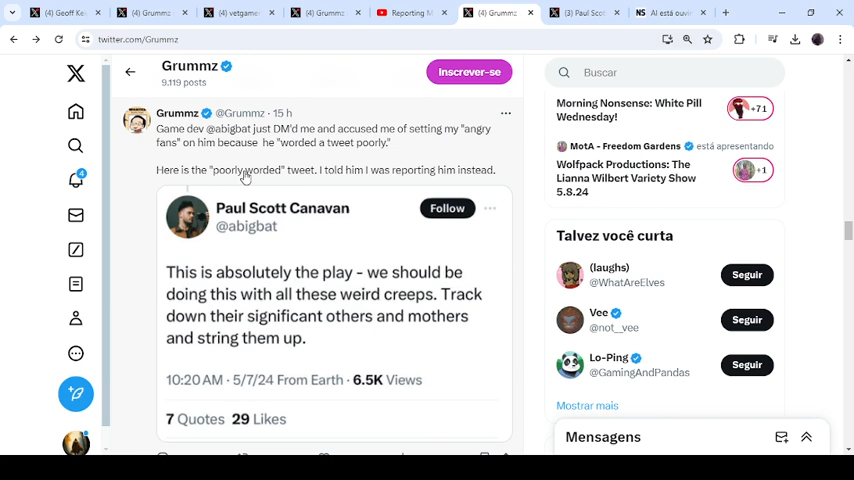 (4) Geoff Kei
(4) Grummz
(4) vetgame
(4) Grummz
Reporting M
(4) Grummz
(3) Paul Scot
AI está ouvi
twitter.com/Grummz
Grummz
9.119 posts
Inscrever-se
Buscar
Grummz @Grummz · 15 h
Game dev @abigbat just DM'd me and accused me of setting my "angry
fans" on him because he "worded a tweet poorly."
Here is the "poorly worded" tweet. I told him I was reporting him instead.
Paul Scott Canavan
@abigbat
Follow
This is absolutely the play - we should be
doing this with all these weird creeps. Track
down their significant others and mothers
and string them up.
10:20 AM · 5/7/24 From Earth · 6.5K Views
7 Quotes 29 Likes
Morning Nonsense: White Pill
Wednesday!
+71
MotA - Freedom Gardens está apresentando
Wolfpack Productions: The
Lianna Wilbert Variety Show
5.8.24
+1
Talvez você curta
(laughs)
@WhatAreElves
Seguir
Vee
@not__vee
Seguir
Lo-Ping
@GamingAndPandas
Seguir
Mostrar mais
Mensagens
4